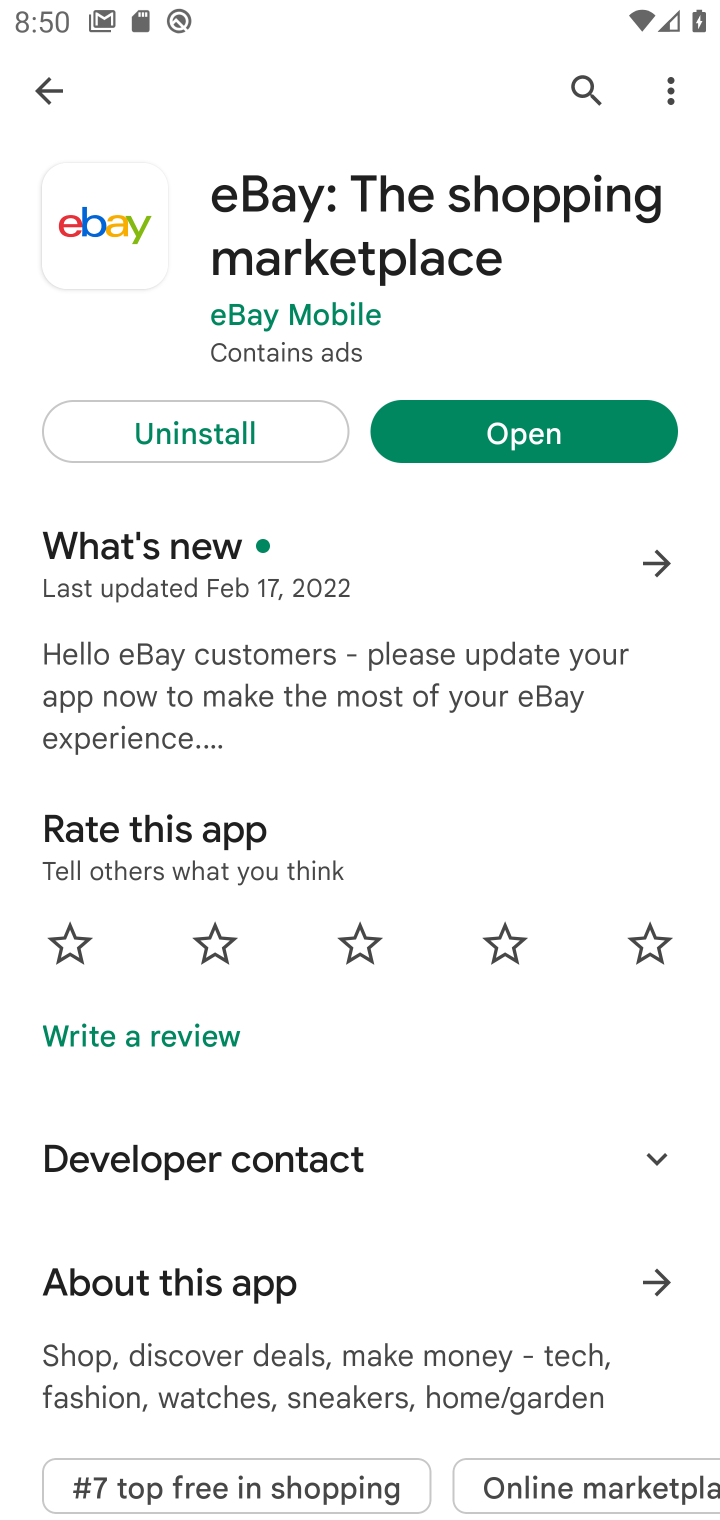 8:50
ebay
eBay: The shopping
marketplace
eBay Mobile
Contains ads
Uninstall
Open
What's new
Last updated Feb 17, 2022
Hello eBay customers - please update your
app now to make the most of your eBay
experience....
Rate this app
Tell others what you think
Write a review
Developer contact
About this app
Shop, discover deals, make money - tech,
fashion, watches, sneakers, home/garden
#7 top free in shopping
Online marketpla